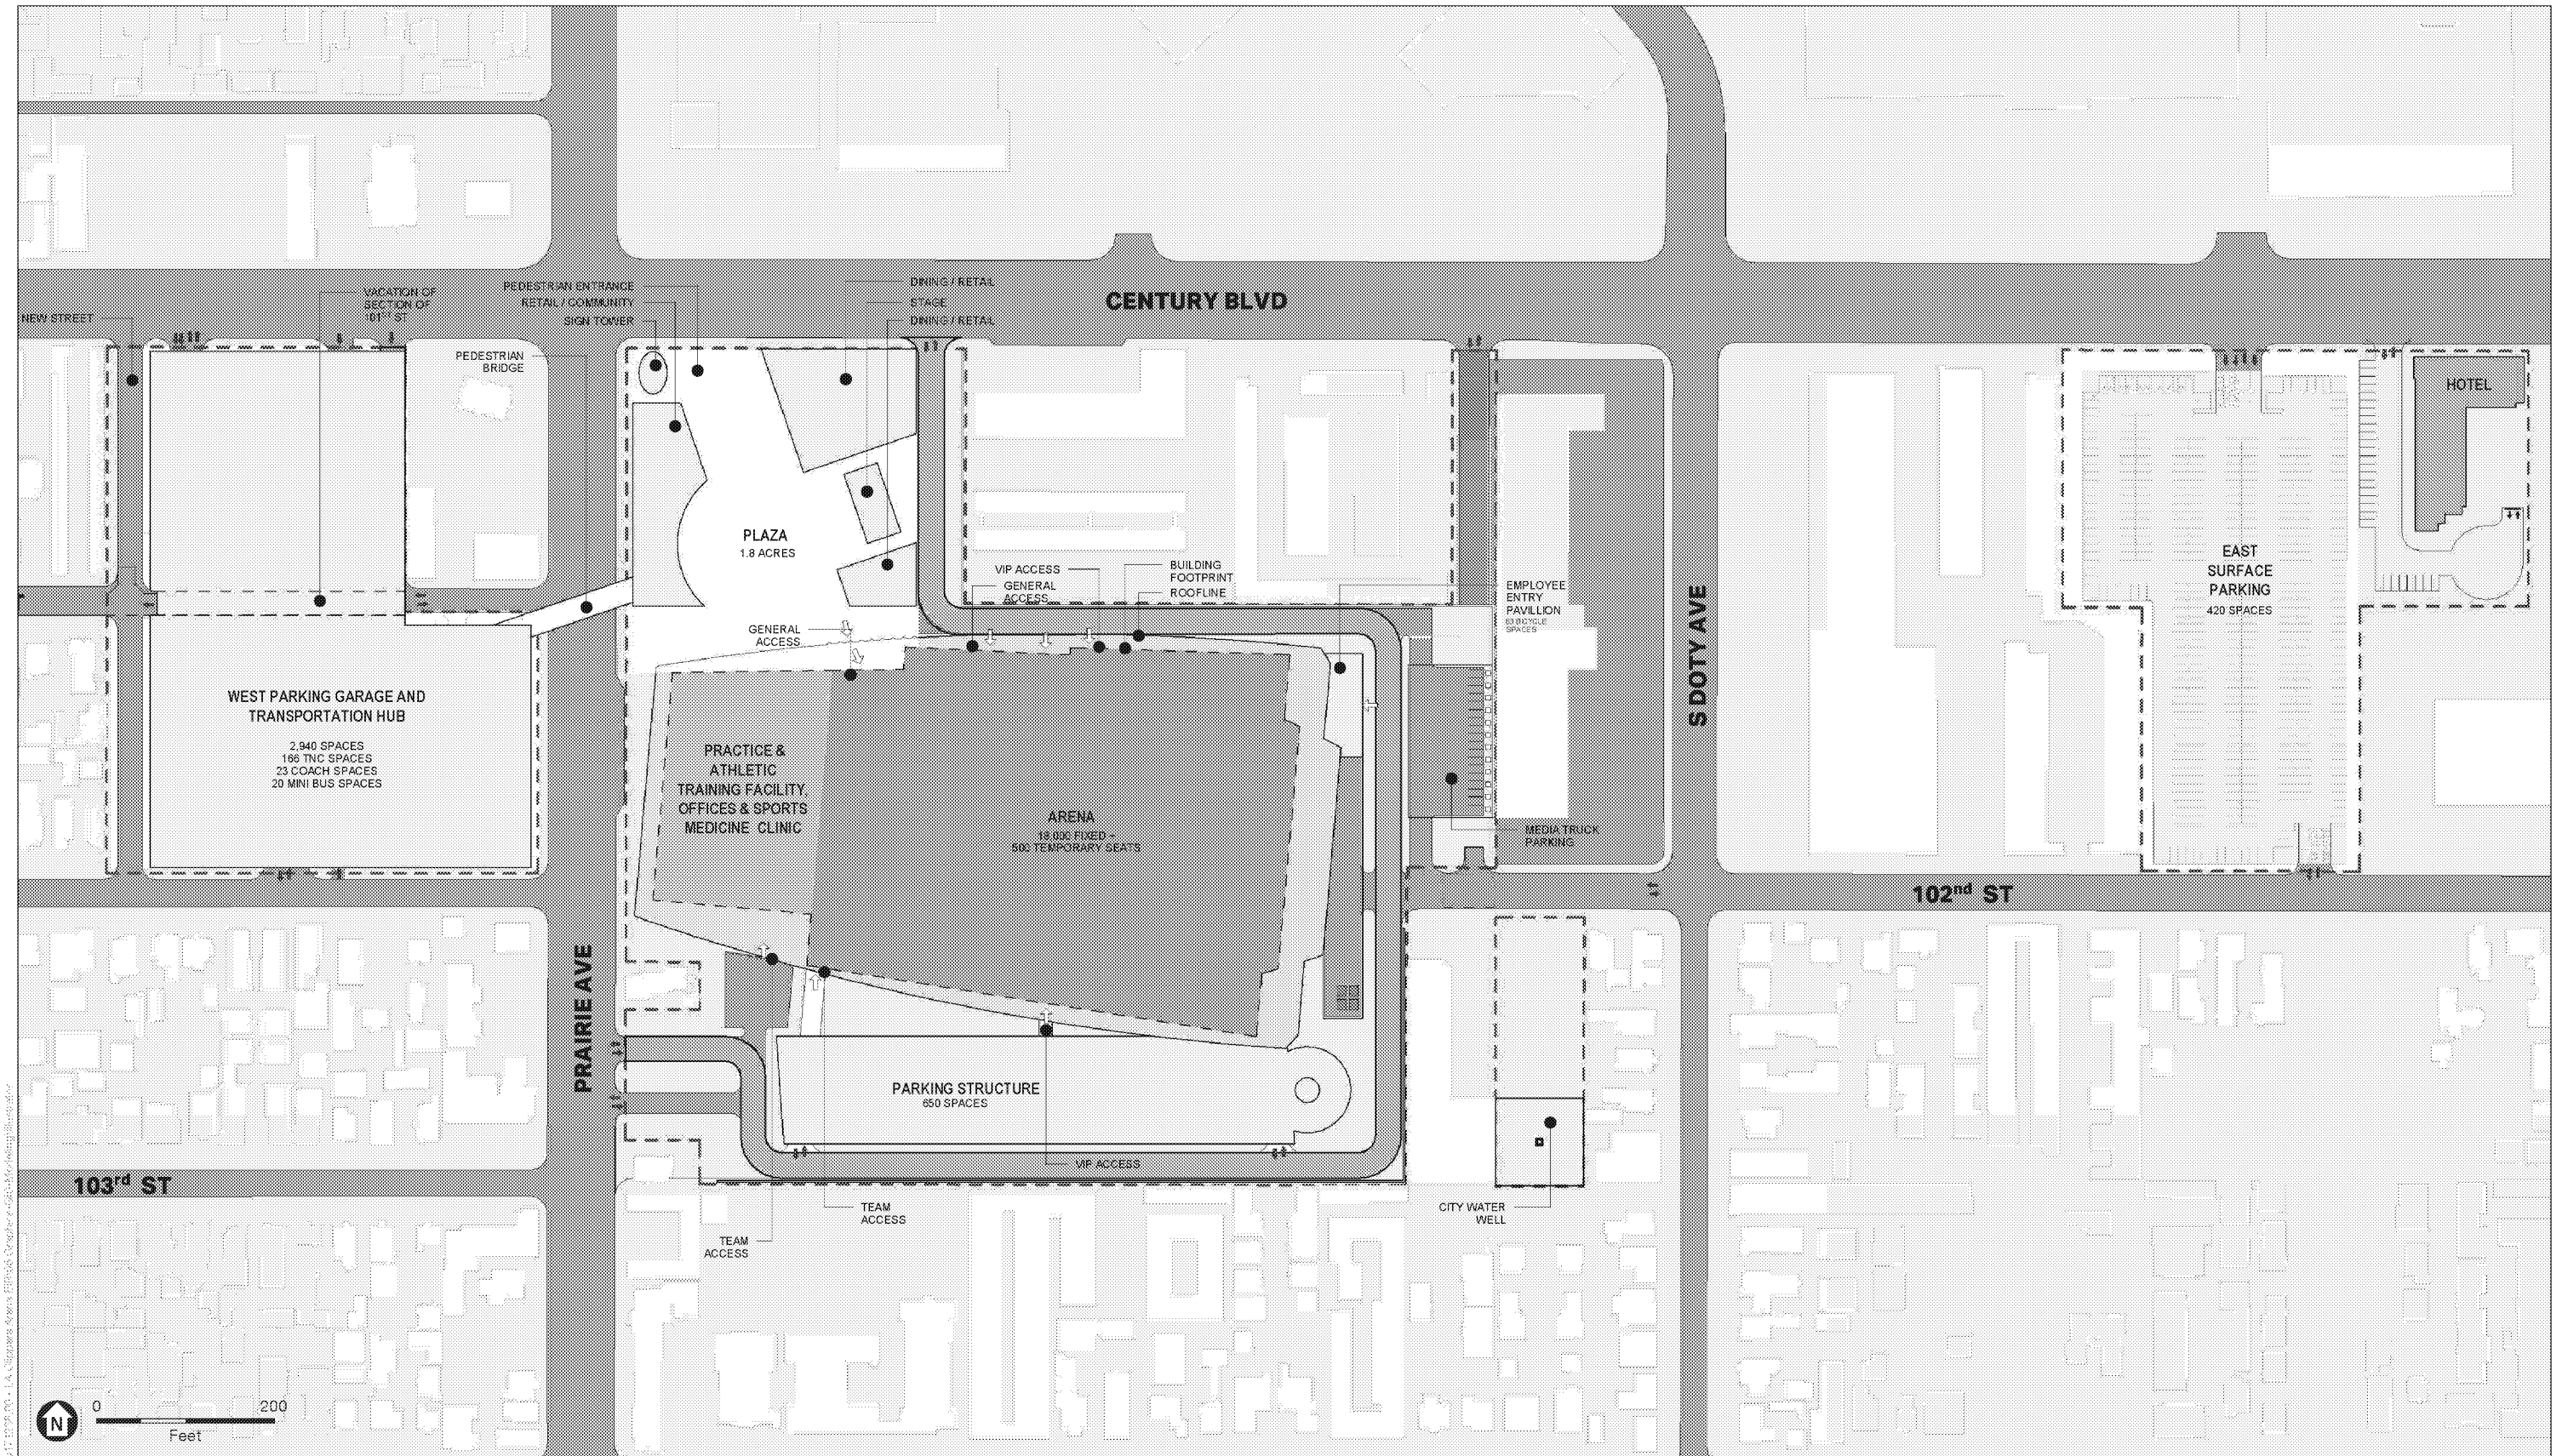 DINING / RETAIL
PEDESTRIAN ENTRANCE
VACATION OF
SECTION OF
101ST ST
RETAIL / COMMUNITY
STAGE
CENTURY BLVD
NEW STREET
SIGN TOWER
DINING / RETAIL
PEDESTRIAN
BRIDGE
HOTEL
PLAZA
1.8 ACRES
EAST
SURFACE
PARKING
420 SPACES
VIP ACCESS
GENERAL
ACCESS
BUILDING
FOOTPRINT
ROOFLINE
EMPLOYEE
ENTRY
PAVILLION
63 BICYCLE
SPACES
GENERAL
ACCESS
S DOTY AVE
WEST PARKING GARAGE AND
TRANSPORTATION HUB
2,940 SPACES
166 TNC SPACES
23 COACH SPACES
20 MINI BUS SPACES
PRACTICE &
ATHLETIC
TRAINING FACILITY,
OFFICES & SPORTS
MEDICINE CLINIC
ARENA
18,000 FIXED +
500 TEMPORARY SEATS
MEDIA TRUCK
PARKING
102nd ST
PRAIRIE AVE
PARKING STRUCTURE
650 SPACES
VIP ACCESS
103rd ST
TEAM
ACCESS
CITY WATER
WELL
TEAM
ACCESS
N
0 200
Feet